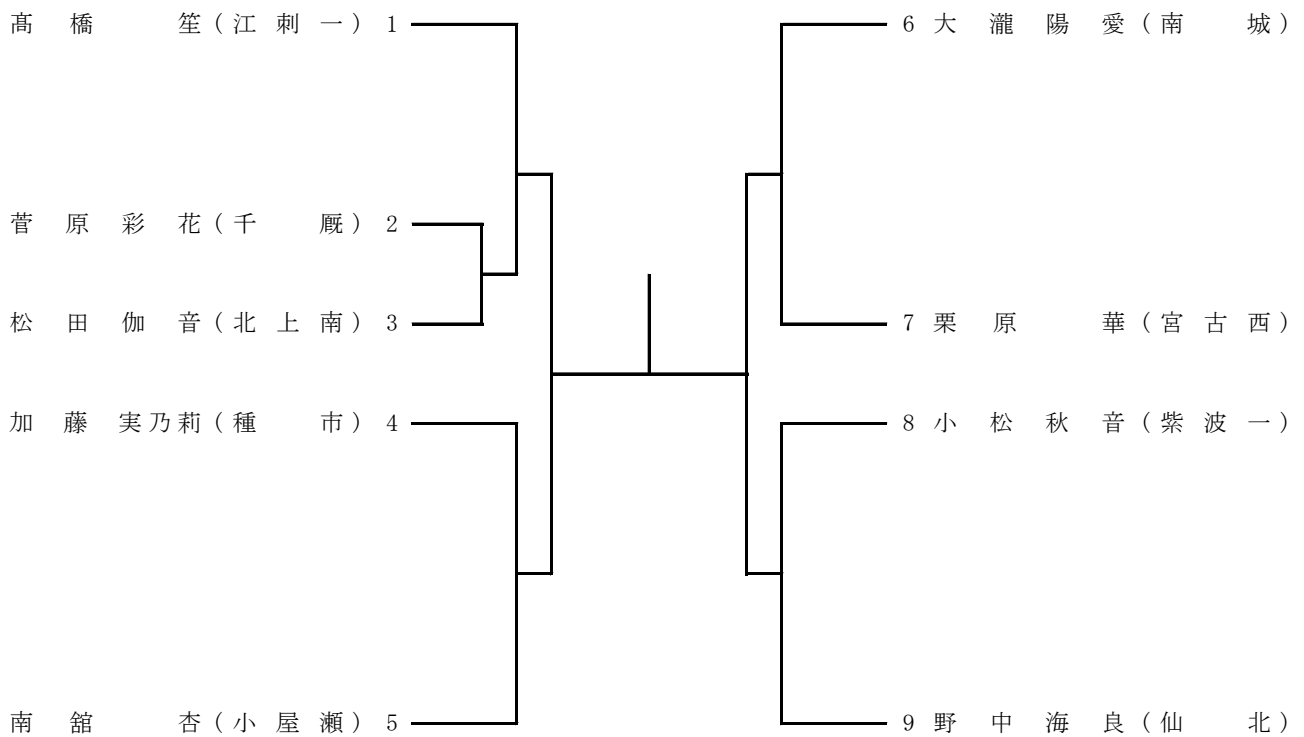 髙橋 笙(江刺一) 1
菅原彩花(千 厩) 2
松田伽音(北上南) 3
加藤実乃莉(種 市) 4
南舘 杏(小屋瀬) 5
6 大瀧陽愛(南 城)
7 栗原 華(宮古西)
8 小松秋音(紫波一)
9 野中海良(仙 北)